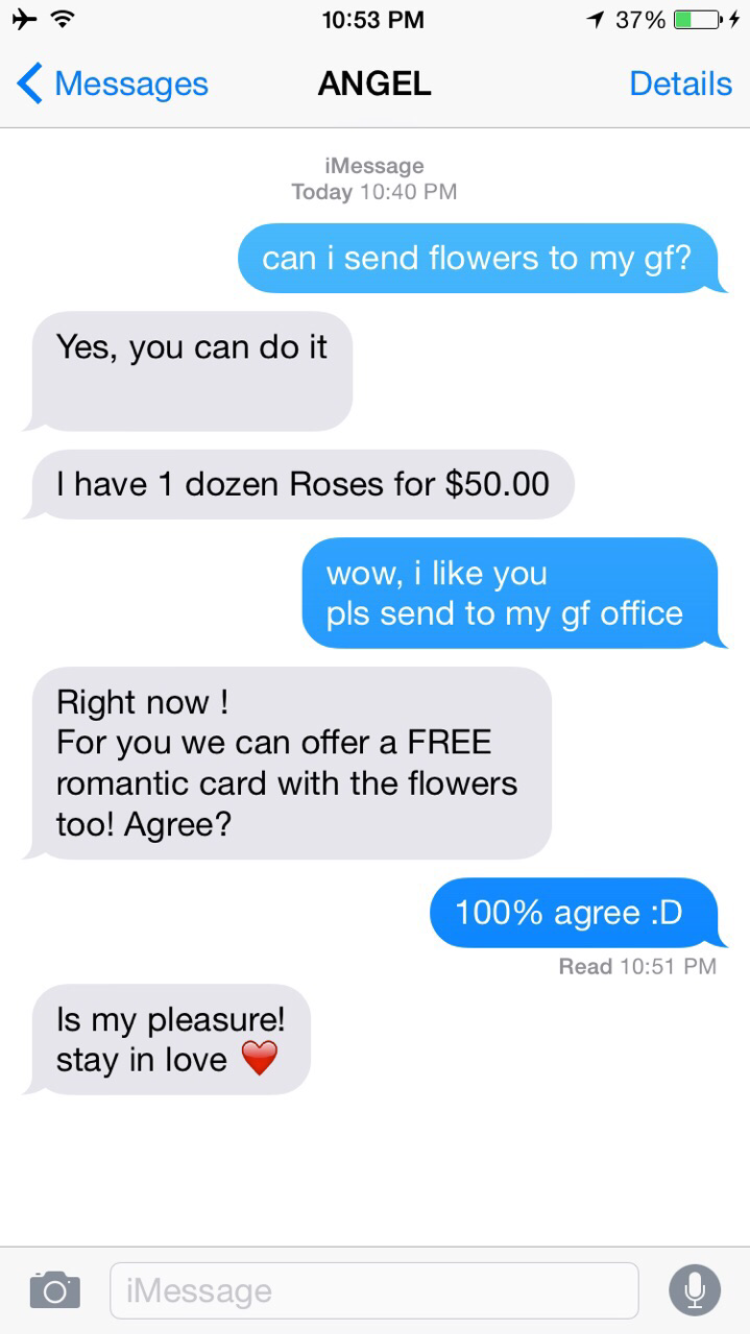 10:53 PM
37%
Messages
ANGEL
Details
iMessage
Today 10:40 PM
can i send flowers to my gf?
Yes, you can do it
I have 1 dozen Roses for $50.00
wow, i like you
pls send to my gf office
Right now !
For you we can offer a FREE
romantic card with the flowers
too! Agree?
100% agree :D
Read 10:51 PM
Is my pleasure!
stay in love ❤️
iMessage